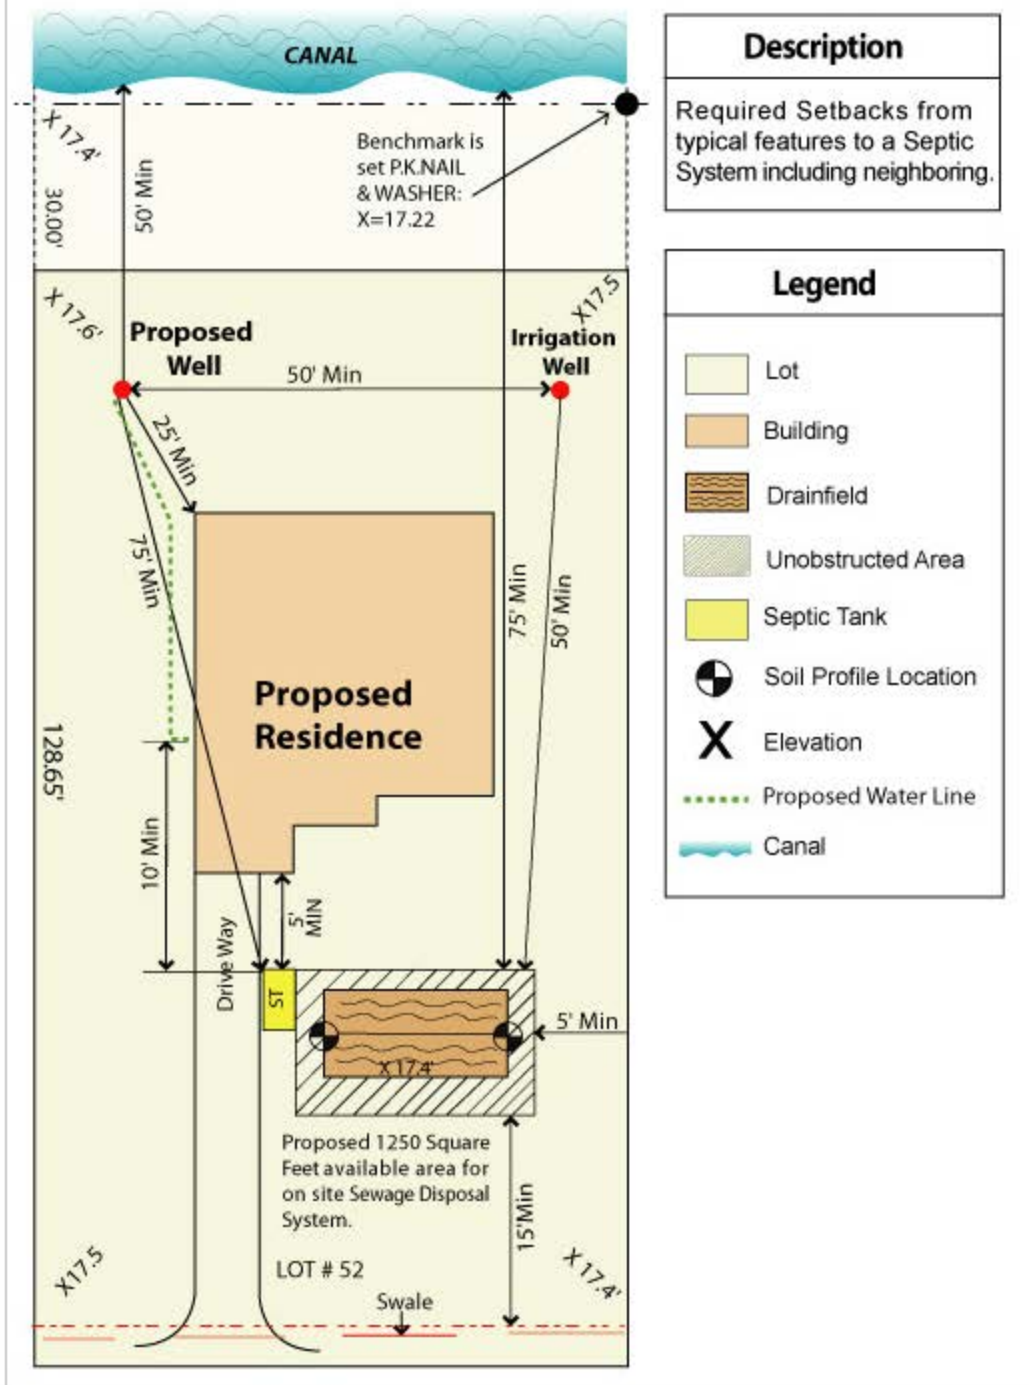 CANAL
X 17.4'
50' Min
30.00'
Benchmark is
set P.K.NAIL
& WASHER:
X=17.22
X 17.6'
X17.5
Proposed
Well
Irrigation
Well
50' Min
25' Min
75' Min
75' Min
50' Min
Proposed
Residence
128.65'
10' Min
5'
MIN
Drive Way
ST
5' Min
X 17.4'
Proposed 1250 Square
Feet available area for
on site Sewage Disposal
System.
15'Min
X17.5
LOT # 52
X 17.4'
Swale
Description
Required Setbacks from
typical features to a Septic
System including neighboring.
Legend
Lot
Building
Drainfield
Unobstructed Area
Septic Tank
Soil Profile Location
X Elevation
Proposed Water Line
Canal